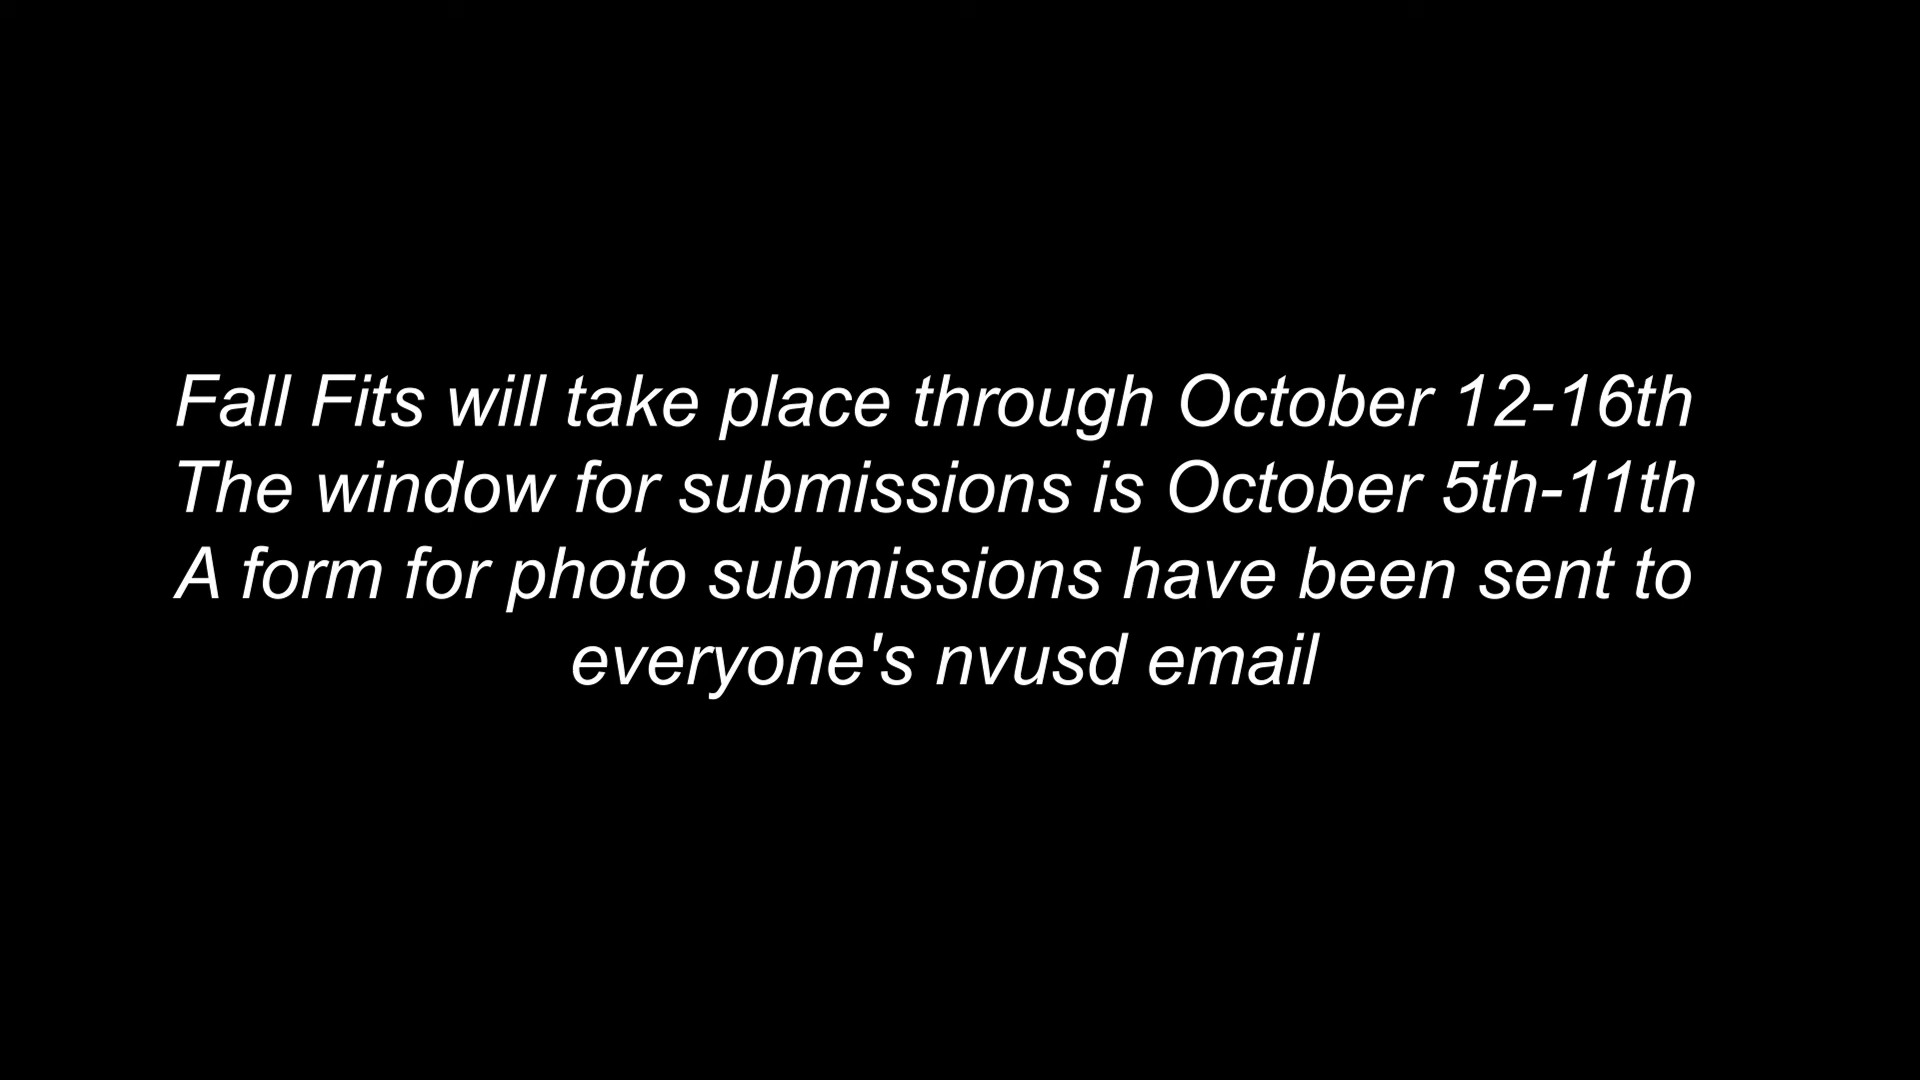 Fall Fits will take place through October 12-16th
The window for submissions is October 5th-11th
A form for photo submissions have been sent to
everyone's nvusd email